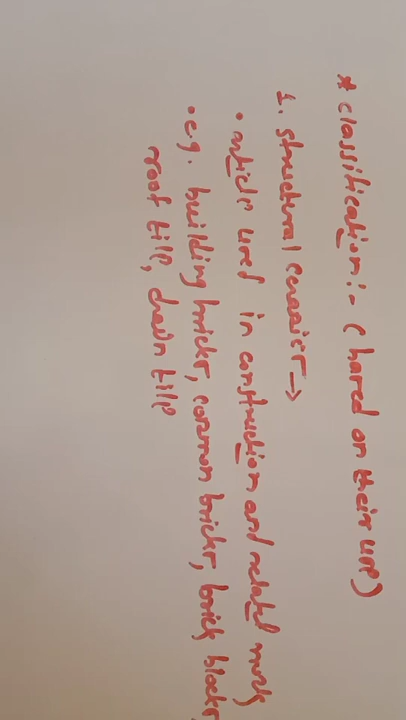 * classification:- (based on their use)
1. structural ceramics →
• articles used in construction and related work
• e.g. building bricks, common bricks, brick blocks,
roof tile, drain tile